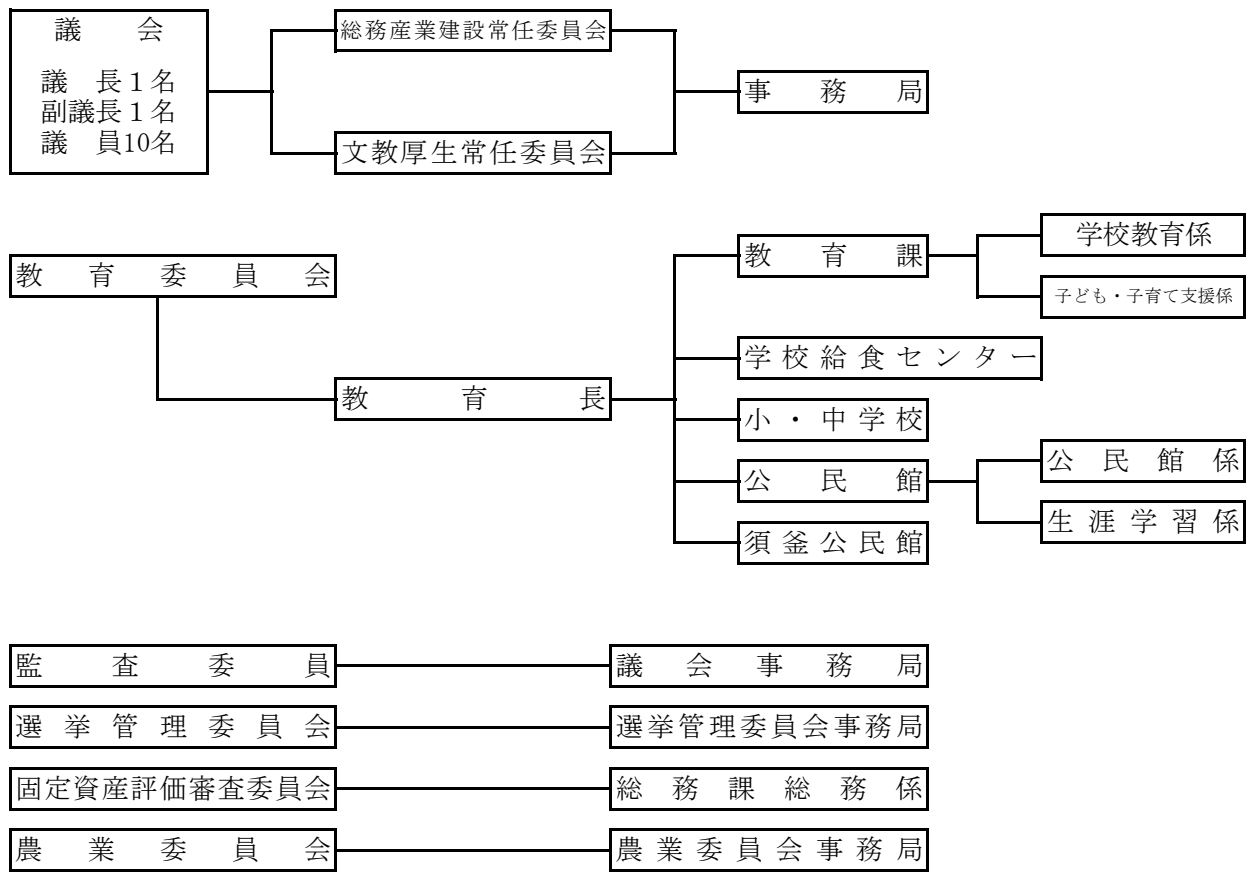 議会
議長1名
副議長1名
議員10名
総務産業建設常任委員会
文教厚生常任委員会
事務局
教育委員会
教育長
教育課
学校教育係
子ども・子育て支援係
学校給食センター
小・中学校
公民館
公民館係
生涯学習係
須釜公民館
監査委員
議会事務局
選挙管理委員会
選挙管理委員会事務局
固定資産評価審査委員会
総務課総務係
農業委員会
農業委員会事務局